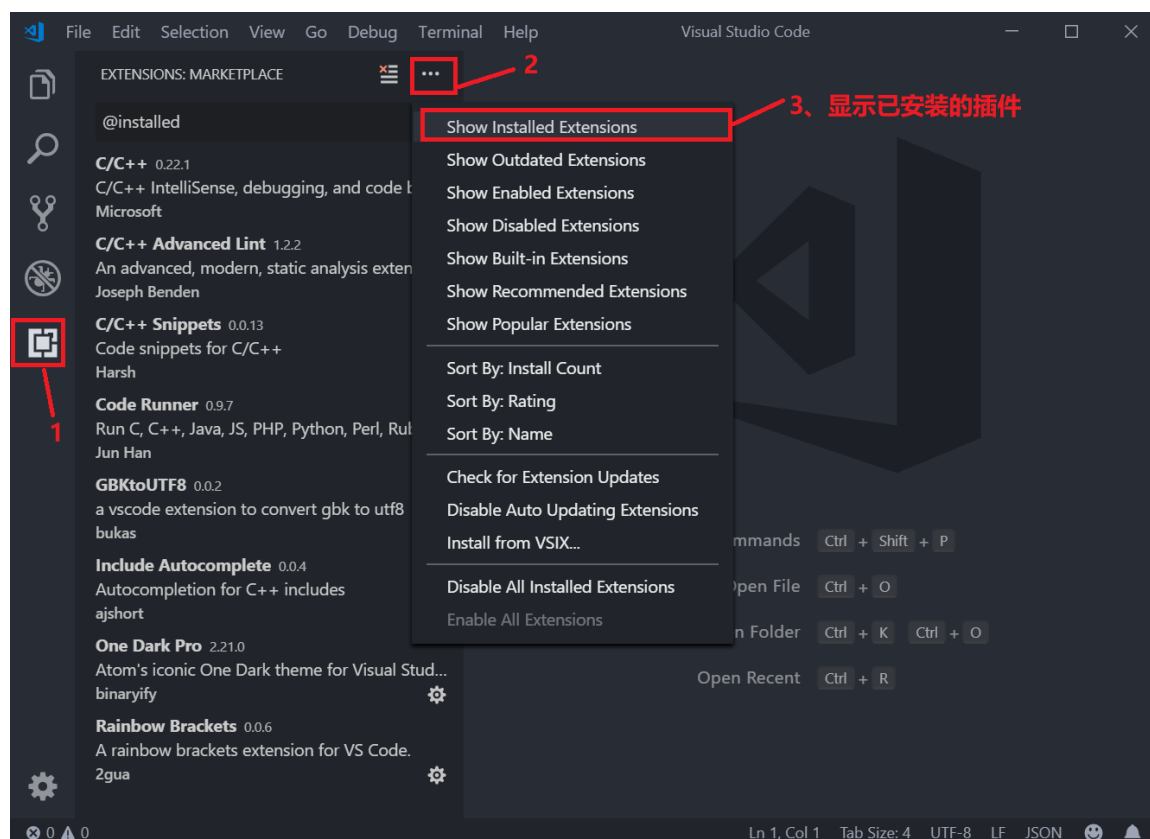 File Edit Selection View Go Debug Terminal Help Visual Studio Code
EXTENSIONS: MARKETPLACE
2
@installed
3、显示已安装的插件
Show Installed Extensions
Show Outdated Extensions
Show Enabled Extensions
Show Disabled Extensions
Show Built-in Extensions
Show Recommended Extensions
Show Popular Extensions
Sort By: Install Count
Sort By: Rating
Sort By: Name
Check for Extension Updates
Disable Auto Updating Extensions
Install from VSIX...
Disable All Installed Extensions
Enable All Extensions
1
C/C++ 0.22.1
C/C++ IntelliSense, debugging, and code
Microsoft
C/C++ Advanced Lint 1.2.2
An advanced, modern, static analysis exten
Joseph Benden
C/C++ Snippets 0.0.13
Code snippets for C/C++
Harsh
Code Runner 0.9.7
Run C, C++, Java, JS, PHP, Python, Perl, Rub
Jun Han
GBKtoUTF8 0.0.2
a vscode extension to convert gbk to utf8
bukas
Include Autocomplete 0.0.4
Autocompletion for C++ includes
ajshort
One Dark Pro 2.21.0
Atom's iconic One Dark theme for Visual Stud...
binaryify
Rainbow Brackets 0.0.6
A rainbow brackets extension for VS Code.
2gua
mmands Ctrl + Shift + P
Open File Ctrl + O
n Folder Ctrl + K Ctrl + O
Open Recent Ctrl + R
0 0 Ln 1, Col 1 Tab Size: 4 UTF-8 LF JSON